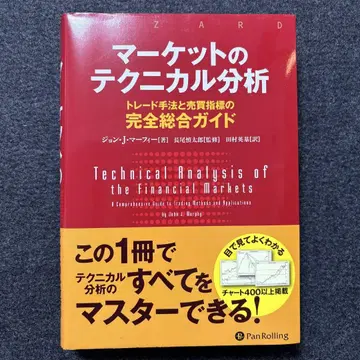 WIZARD
マーケットの
テクニカル分析
トレード手法と売買指標の
完全総合ガイド
ジョン・J・マーフィー[著] 長尾慎太郎[監修] 田村英基[訳]
Technical Analysis of
the Financial Markets
A Comprehensive Guide to Trading Methods and Applications
by John J. Murphy
この1冊で
テクニカル
分析の
すべてを
マスターできる!
目で見てよくわかる
チャート400以上掲載
PanRolling